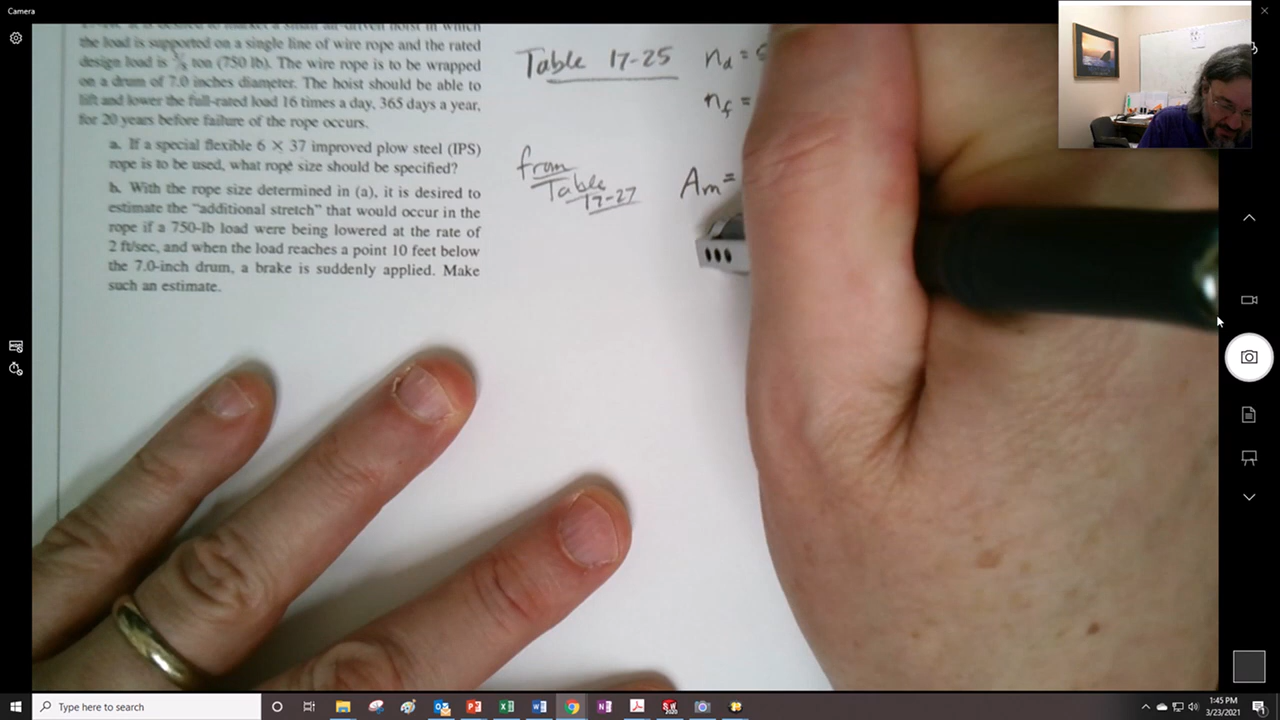 Camera
the load is supported on a single line of wire rope and the rated
design load is 3/8 ton (750 lb). The wire rope is to be wrapped
on a drum of 7.0 inches diameter. The hoist should be able to
lift and lower the full-rated load 16 times a day, 365 days a year,
for 20 years before failure of the rope occurs.
a. If a special flexible 6 × 37 improved plow steel (IPS)
rope is to be used, what rope size should be specified?
b. With the rope size determined in (a), it is desired to
estimate the "additional stretch" that would occur in the
rope if a 750-lb load were being lowered at the rate of
2 ft/sec, and when the load reaches a point 10 feet below
the 7.0-inch drum, a brake is suddenly applied. Make
such an estimate.
Table 17-25 nd =
nf =
from
Table
17-27
Am =
Type here to search
1:45 PM
3/23/2021